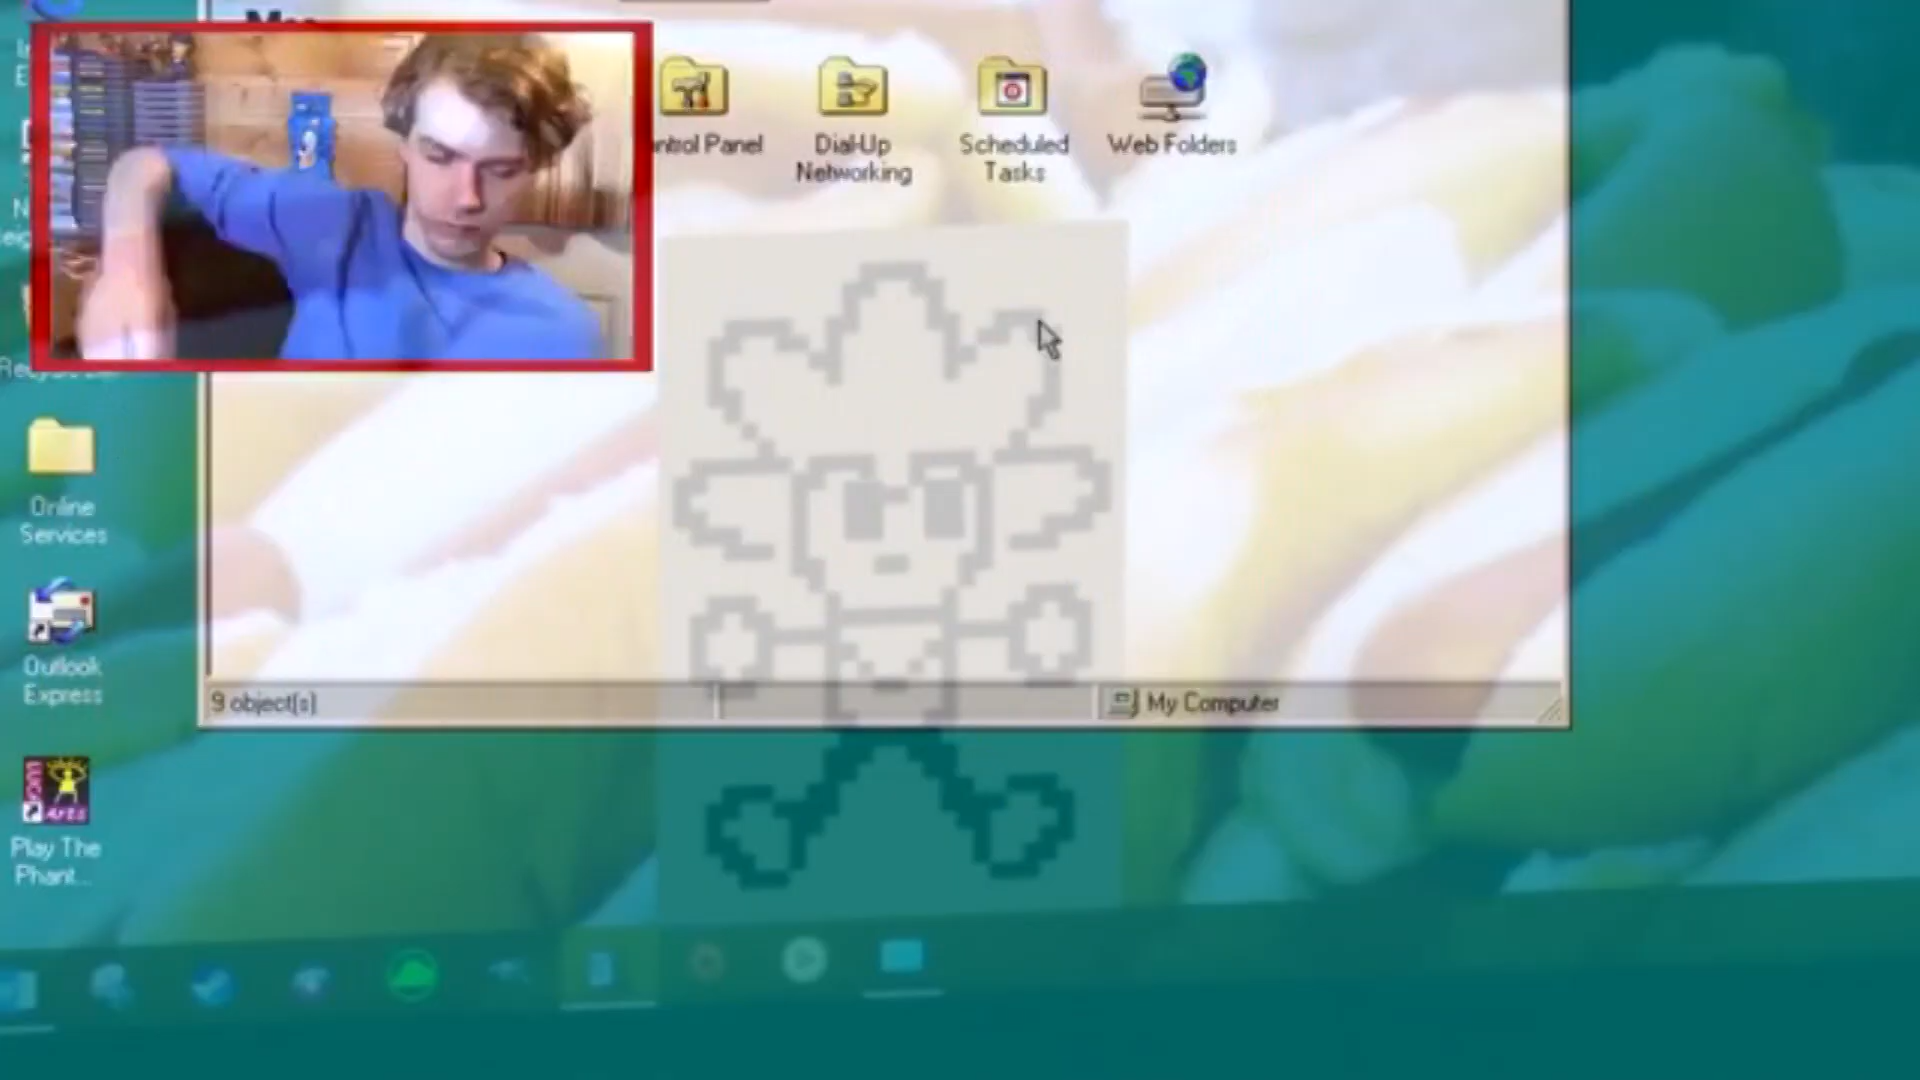 ntrol Panel
Dial-Up
Networking
Scheduled
Tasks
Web Folders
Online
Services
Outlook
Express
Play The
Phant...
9 object(s)
My Computer